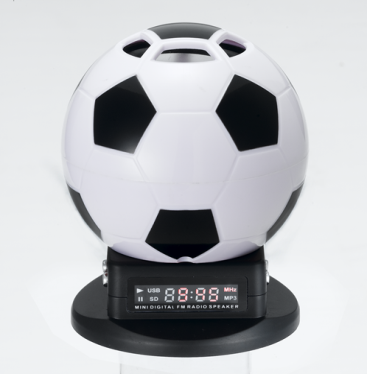 ▶ USB 88:88 MHz
II SD MP3
MINI DIGITAL FM RADIO SPEAKER